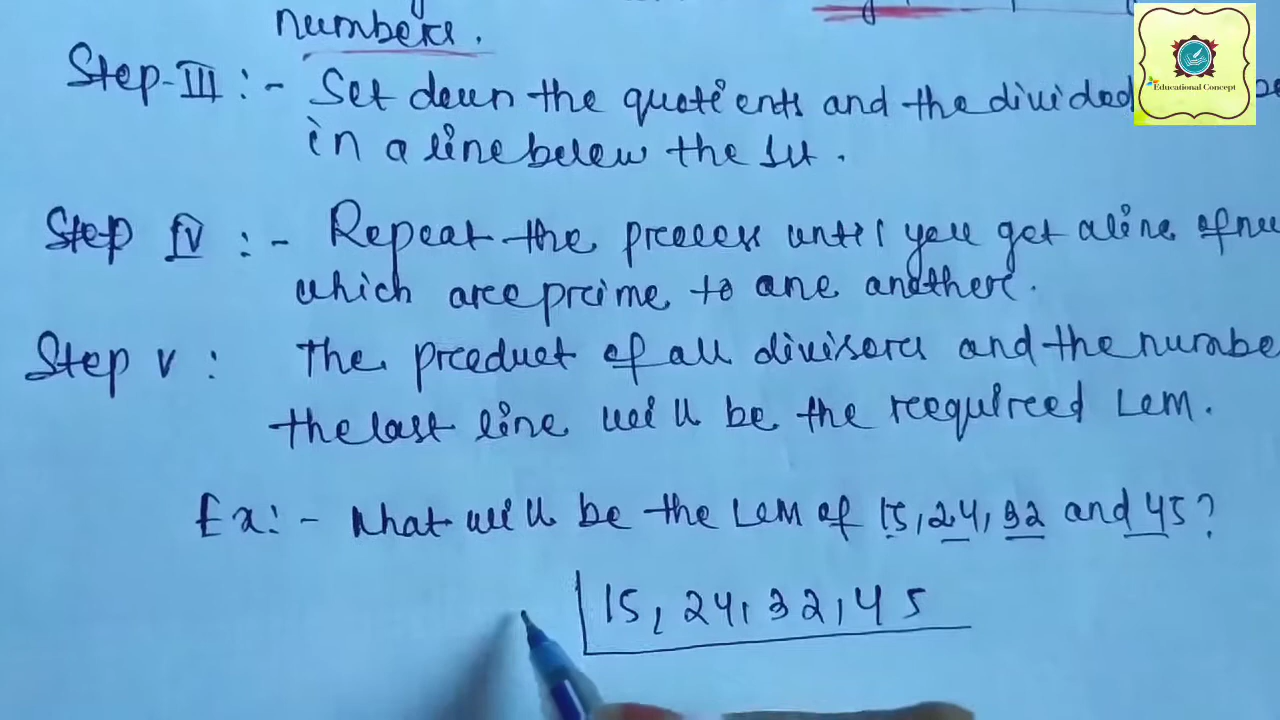 numbers.
Step-III :- Set down the quotients and the divided
in a line below the 1st.
Step IV :- Repeat the process until you get a line of nu
which are prime to one another.
Step V : The product of all divisors and the numbe
the last line will be the required LCM.
Ex:- What will be the LCM of 15, 24, 32 and 45?
15, 24, 32, 45
Educational Concept